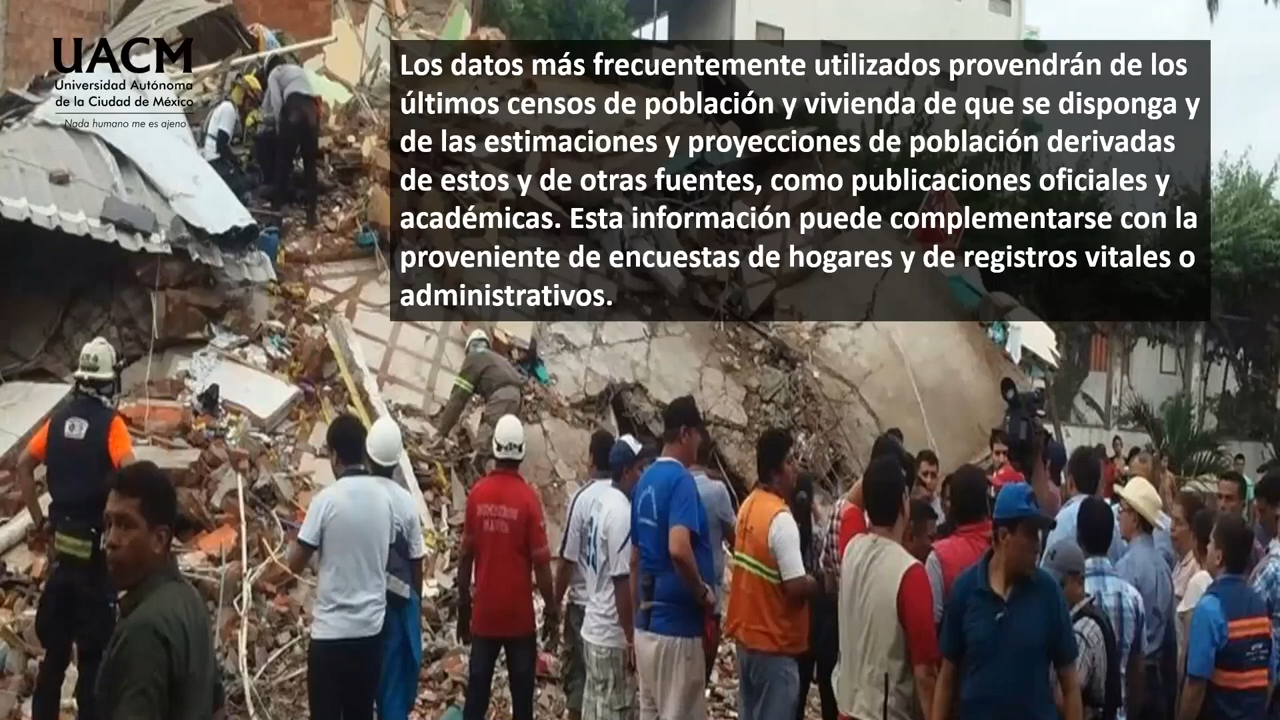 UACM
Universidad Autónoma
de la Ciudad de México
Nada humano me es ajeno
Los datos más frecuentemente utilizados provendrán de los
últimos censos de población y vivienda de que se disponga y
de las estimaciones y proyecciones de población derivadas
de estos y de otras fuentes, como publicaciones oficiales y
académicas. Esta información puede complementarse con la
proveniente de encuestas de hogares y de registros vitales o
administrativos.